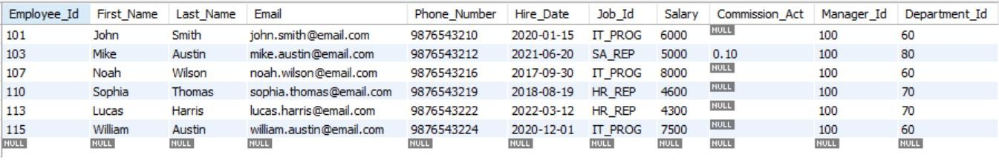 Employee_Id First_Name Last_Name Email Phone_Number Hire_Date Job_Id Salary Commission_Act Manager_Id Department_Id
101 John Smith john.smith@email.com 9876543210 2020-01-15 IT_PROG 6000 NULL 100 60
103 Mike Austin mike.austin@email.com 9876543212 2021-06-20 SA_REP 5000 0.10 100 80
107 Noah Wilson noah.wilson@email.com 9876543216 2017-09-30 IT_PROG 8000 NULL 100 60
110 Sophia Thomas sophia.thomas@email.com 9876543219 2018-08-19 HR_REP 4600 NULL 100 70
113 Lucas Harris lucas.harris@email.com 9876543222 2022-03-12 HR_REP 4300 NULL 100 70
115 William Austin william.austin@email.com 9876543224 2020-12-01 IT_PROG 7500 NULL 100 60
NULL NULL NULL NULL NULL NULL NULL NULL NULL NULL NULL